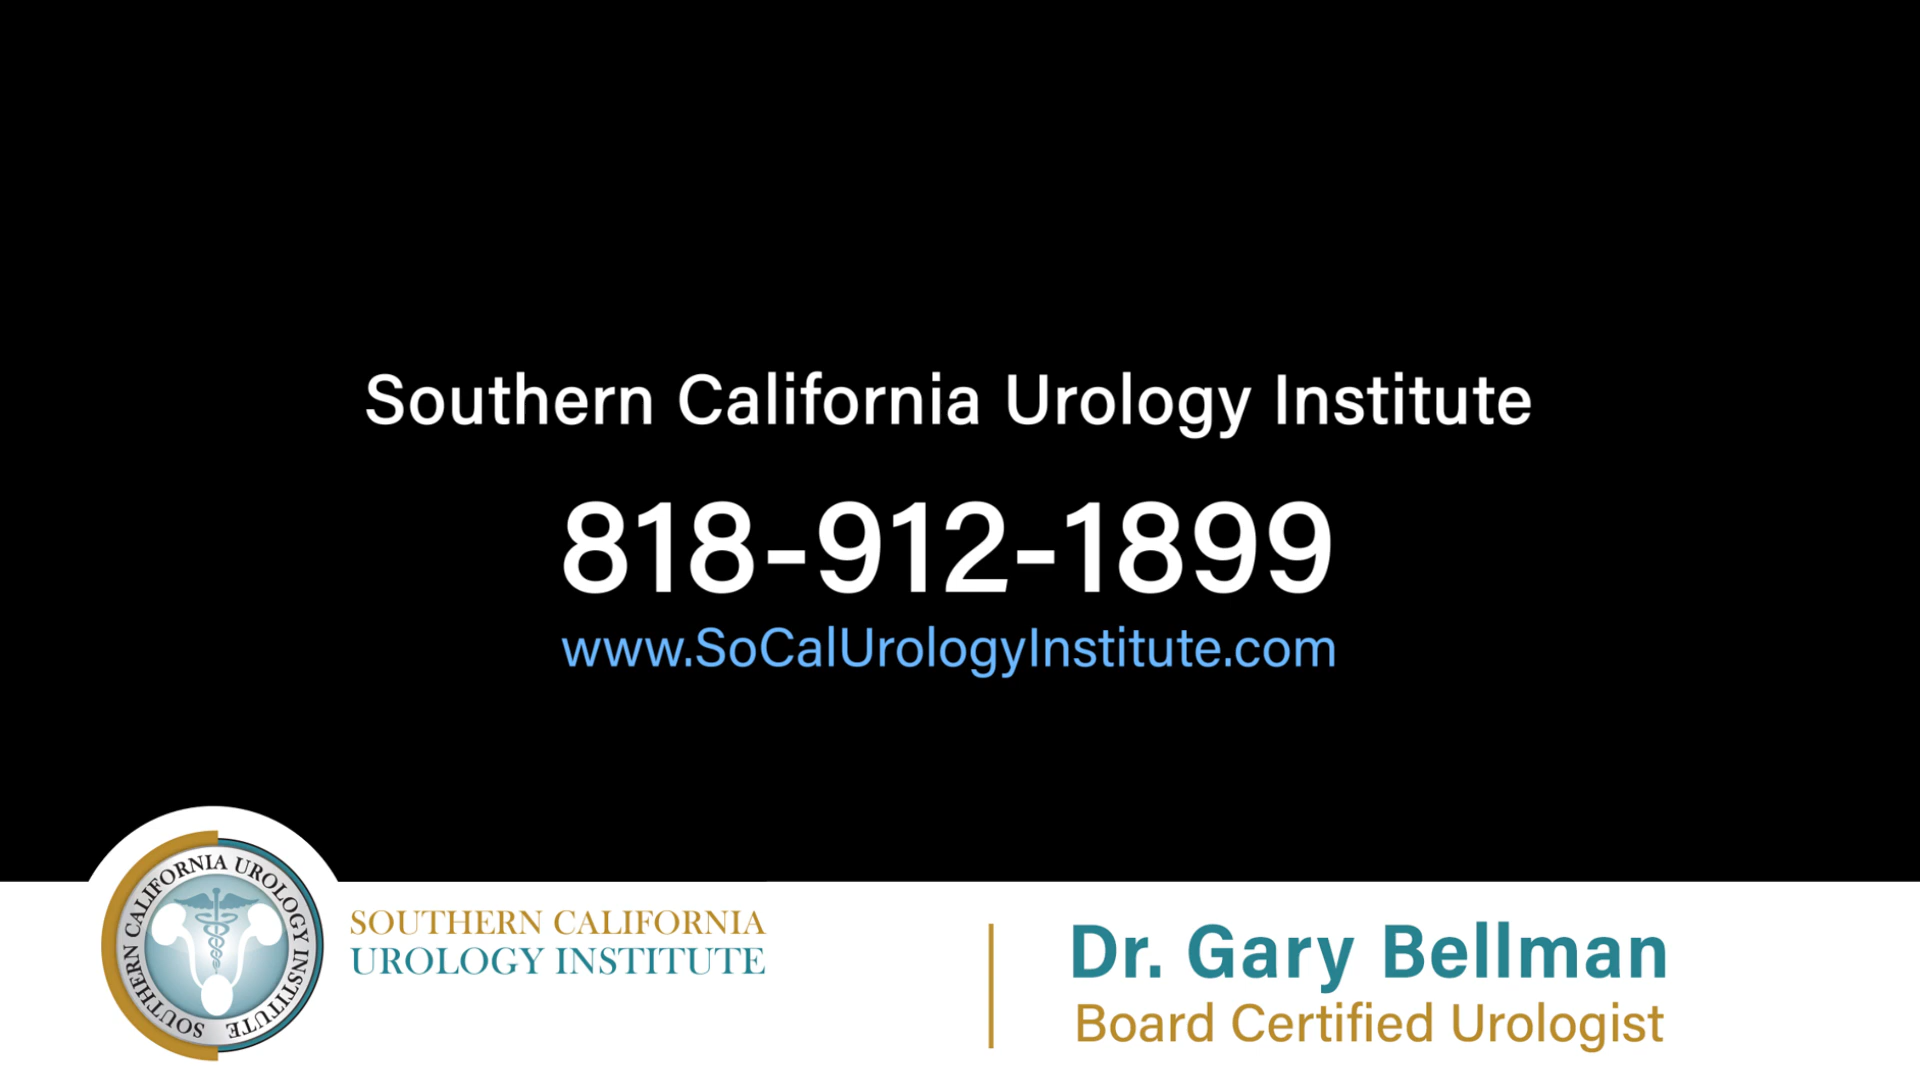 Southern California Urology Institute
818-912-1899
www.SoCalUrologyInstitute.com
SOUTHERN CALIFORNIA UROLOGY INSTITUTE
SOUTHERN CALIFORNIA
UROLOGY INSTITUTE
Dr. Gary Bellman
Board Certified Urologist